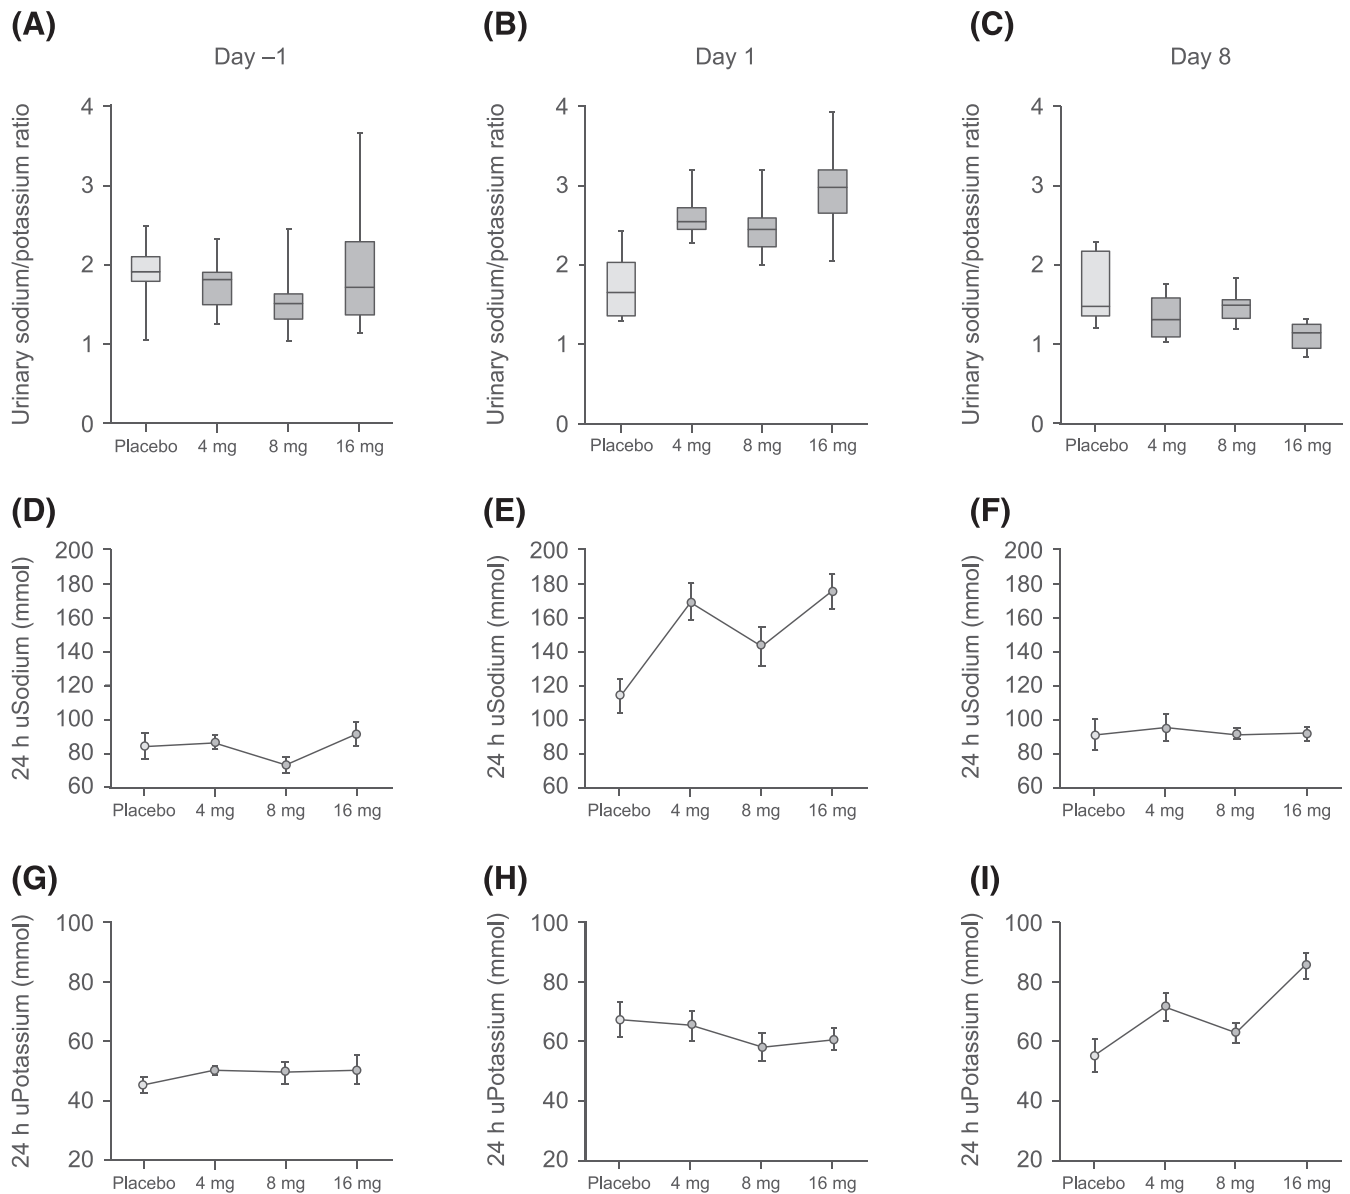 (A)
Day –1
Urinary sodium/potassium ratio
4
3
2
1
0
Placebo 4 mg 8 mg 16 mg
(B)
Day 1
Urinary sodium/potassium ratio
4
3
2
1
0
Placebo 4 mg 8 mg 16 mg
(C)
Day 8
Urinary sodium/potassium ratio
4
3
2
1
0
Placebo 4 mg 8 mg 16 mg
(D)
24 h uSodium (mmol)
200
180
160
140
120
100
80
60
Placebo 4 mg 8 mg 16 mg
(E)
24 h uSodium (mmol)
200
180
160
140
120
100
80
60
Placebo 4 mg 8 mg 16 mg
(F)
24 h uSodium (mmol)
200
180
160
140
120
100
80
60
Placebo 4 mg 8 mg 16 mg
(G)
24 h uPotassium (mmol)
100
80
60
40
20
Placebo 4 mg 8 mg 16 mg
(H)
24 h uPotassium (mmol)
100
80
60
40
20
Placebo 4 mg 8 mg 16 mg
(I)
24 h uPotassium (mmol)
100
80
60
40
20
Placebo 4 mg 8 mg 16 mg